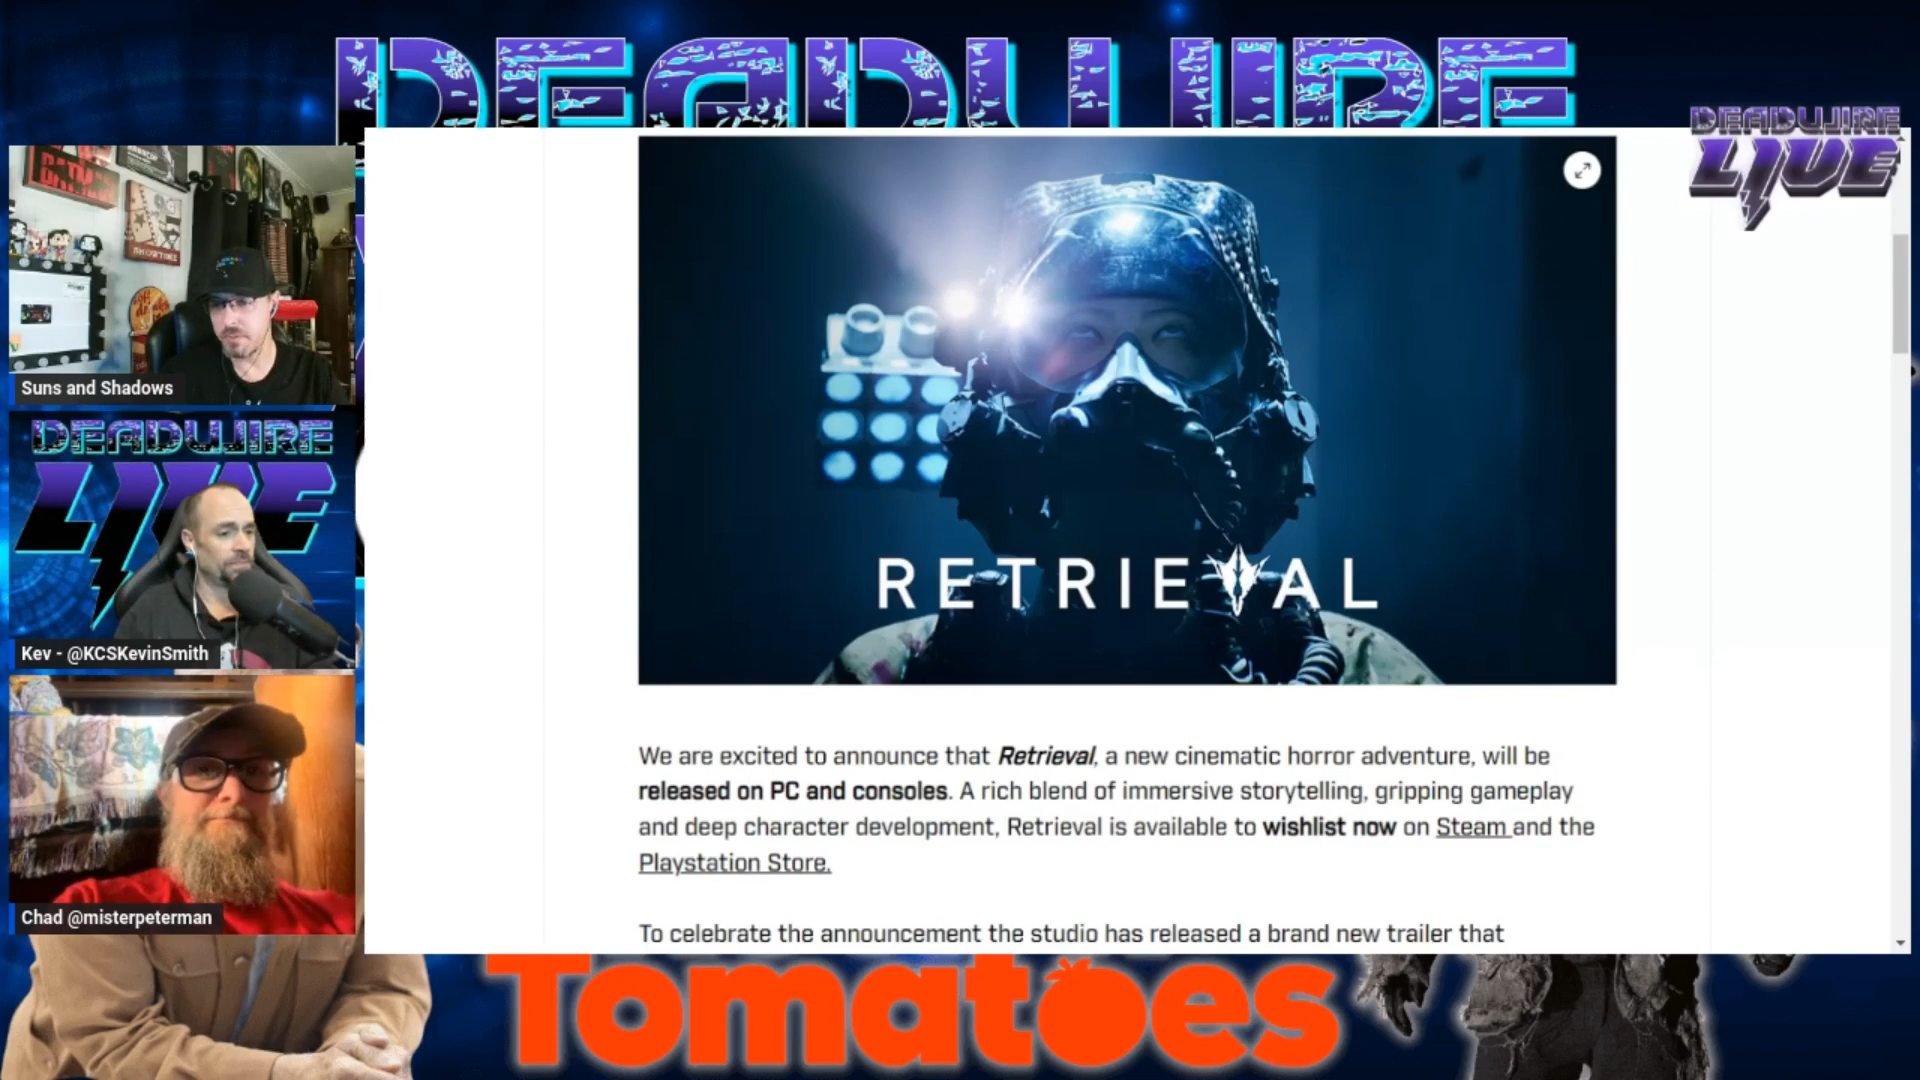 DEADWIRE
DEADWIRE
LIVE
BATMAN
SHOWTIME
Suns and Shadows
DEADWIRE
LIVE
Kev - @KCSKevinSmith
Chad @misterpeterman
RETRIEVAL
We are excited to announce that Retrieval, a new cinematic horror adventure, will be
released on PC and consoles. A rich blend of immersive storytelling, gripping gameplay
and deep character development, Retrieval is available to wishlist now on Steam and the
Playstation Store.
To celebrate the announcement the studio has released a brand new trailer that
Tomatoes